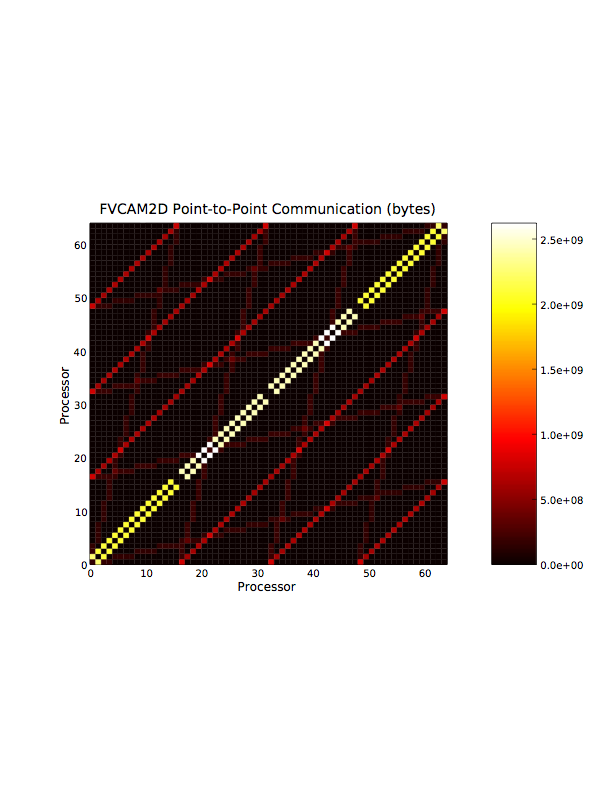 FVCAM2D Point-to-Point Communication (bytes)
60
50
40
30
20
10
0
Processor
0 10 20 30 40 50 60
Processor
2.5e+09
2.0e+09
1.5e+09
1.0e+09
5.0e+08
0.0e+00